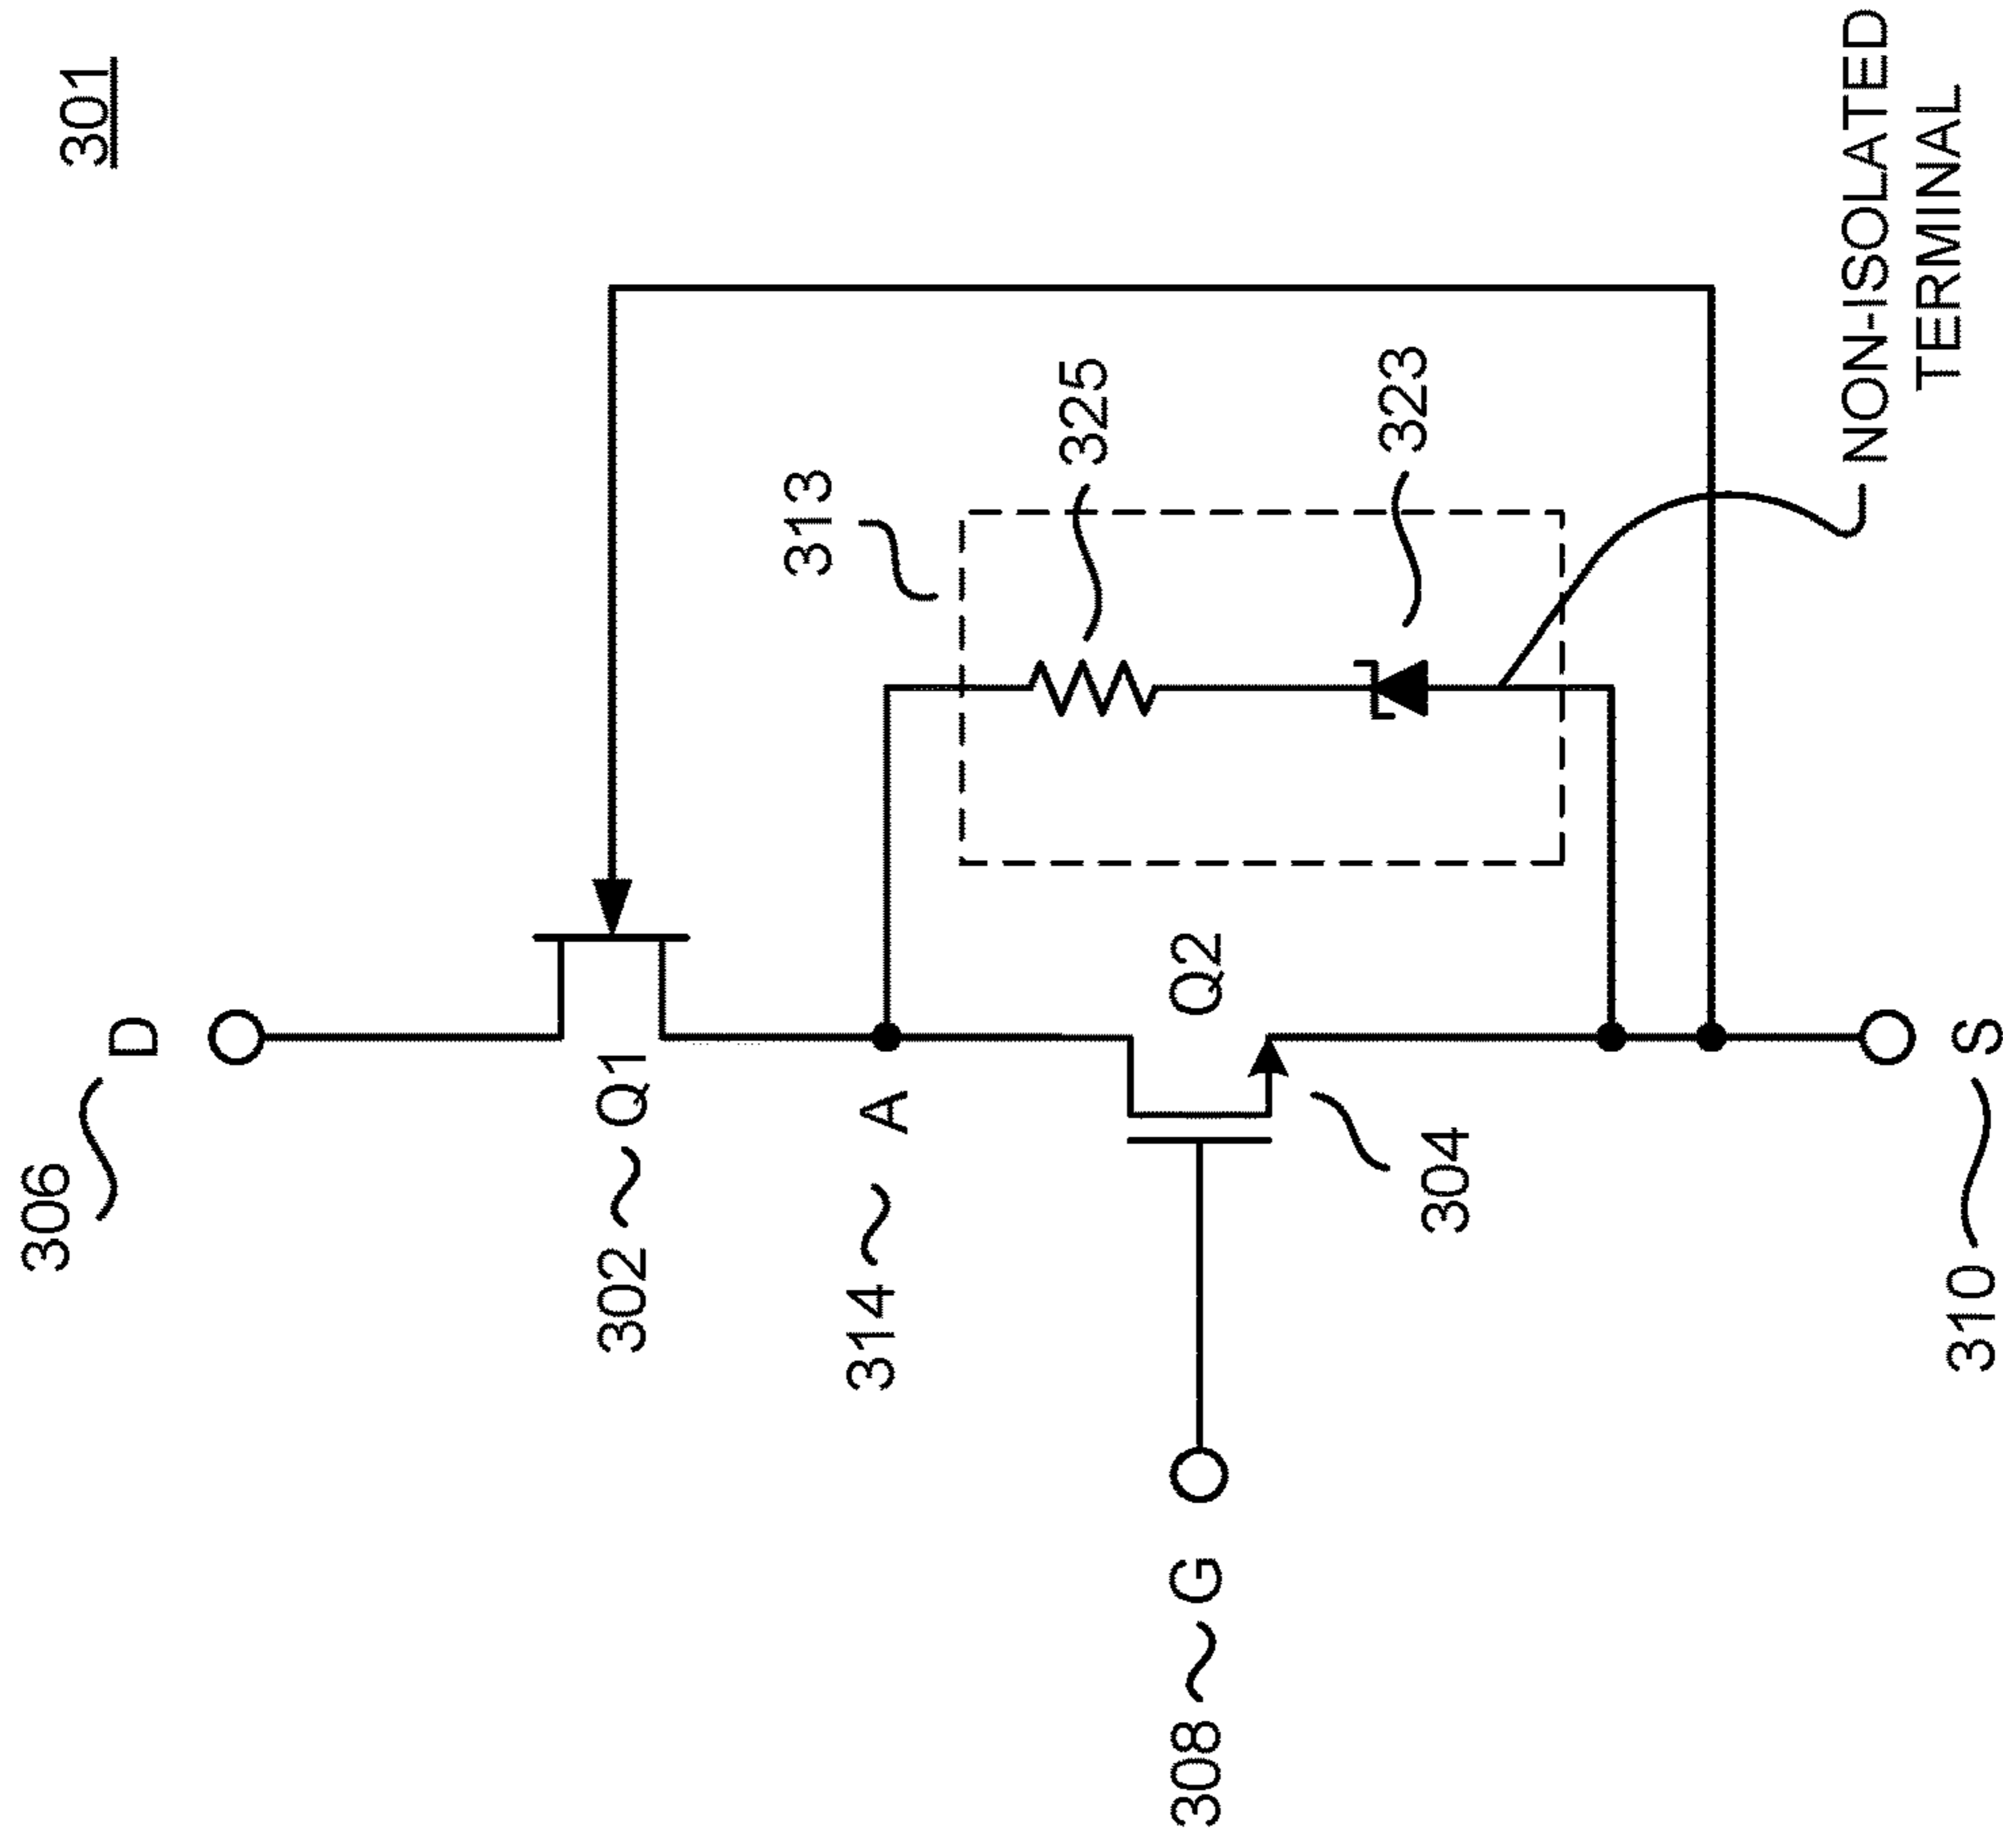 301
306
D
302
Q1
313
325
323
314
A
Q2
304
308
G
310
S
NON-ISOLATED
TERMINAL